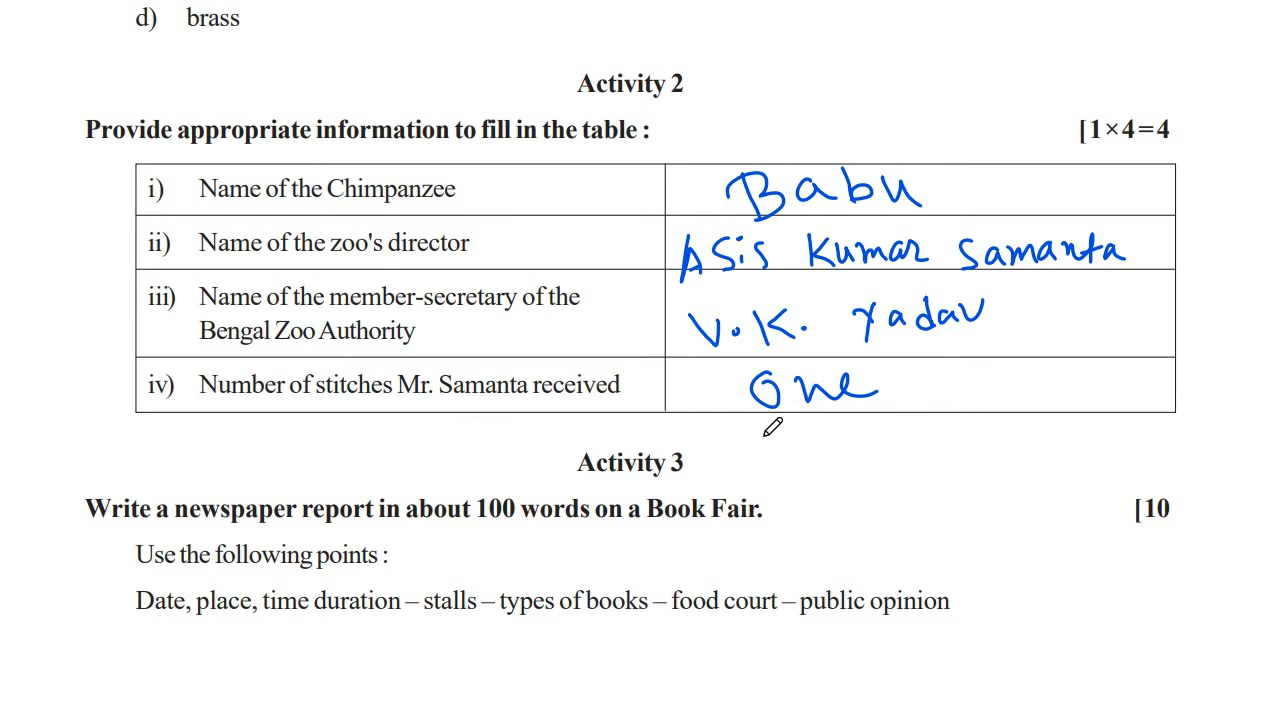 d) brass
Activity 2
Provide appropriate information to fill in the table : [1×4=4
i) Name of the Chimpanzee Babu
ii) Name of the zoo's director Asis Kumar Samanta
iii) Name of the member-secretary of the
Bengal Zoo Authority V.K. Yadav
iv) Number of stitches Mr. Samanta received One
Activity 3
Write a newspaper report in about 100 words on a Book Fair. [10
Use the following points :
Date, place, time duration – stalls – types of books – food court – public opinion